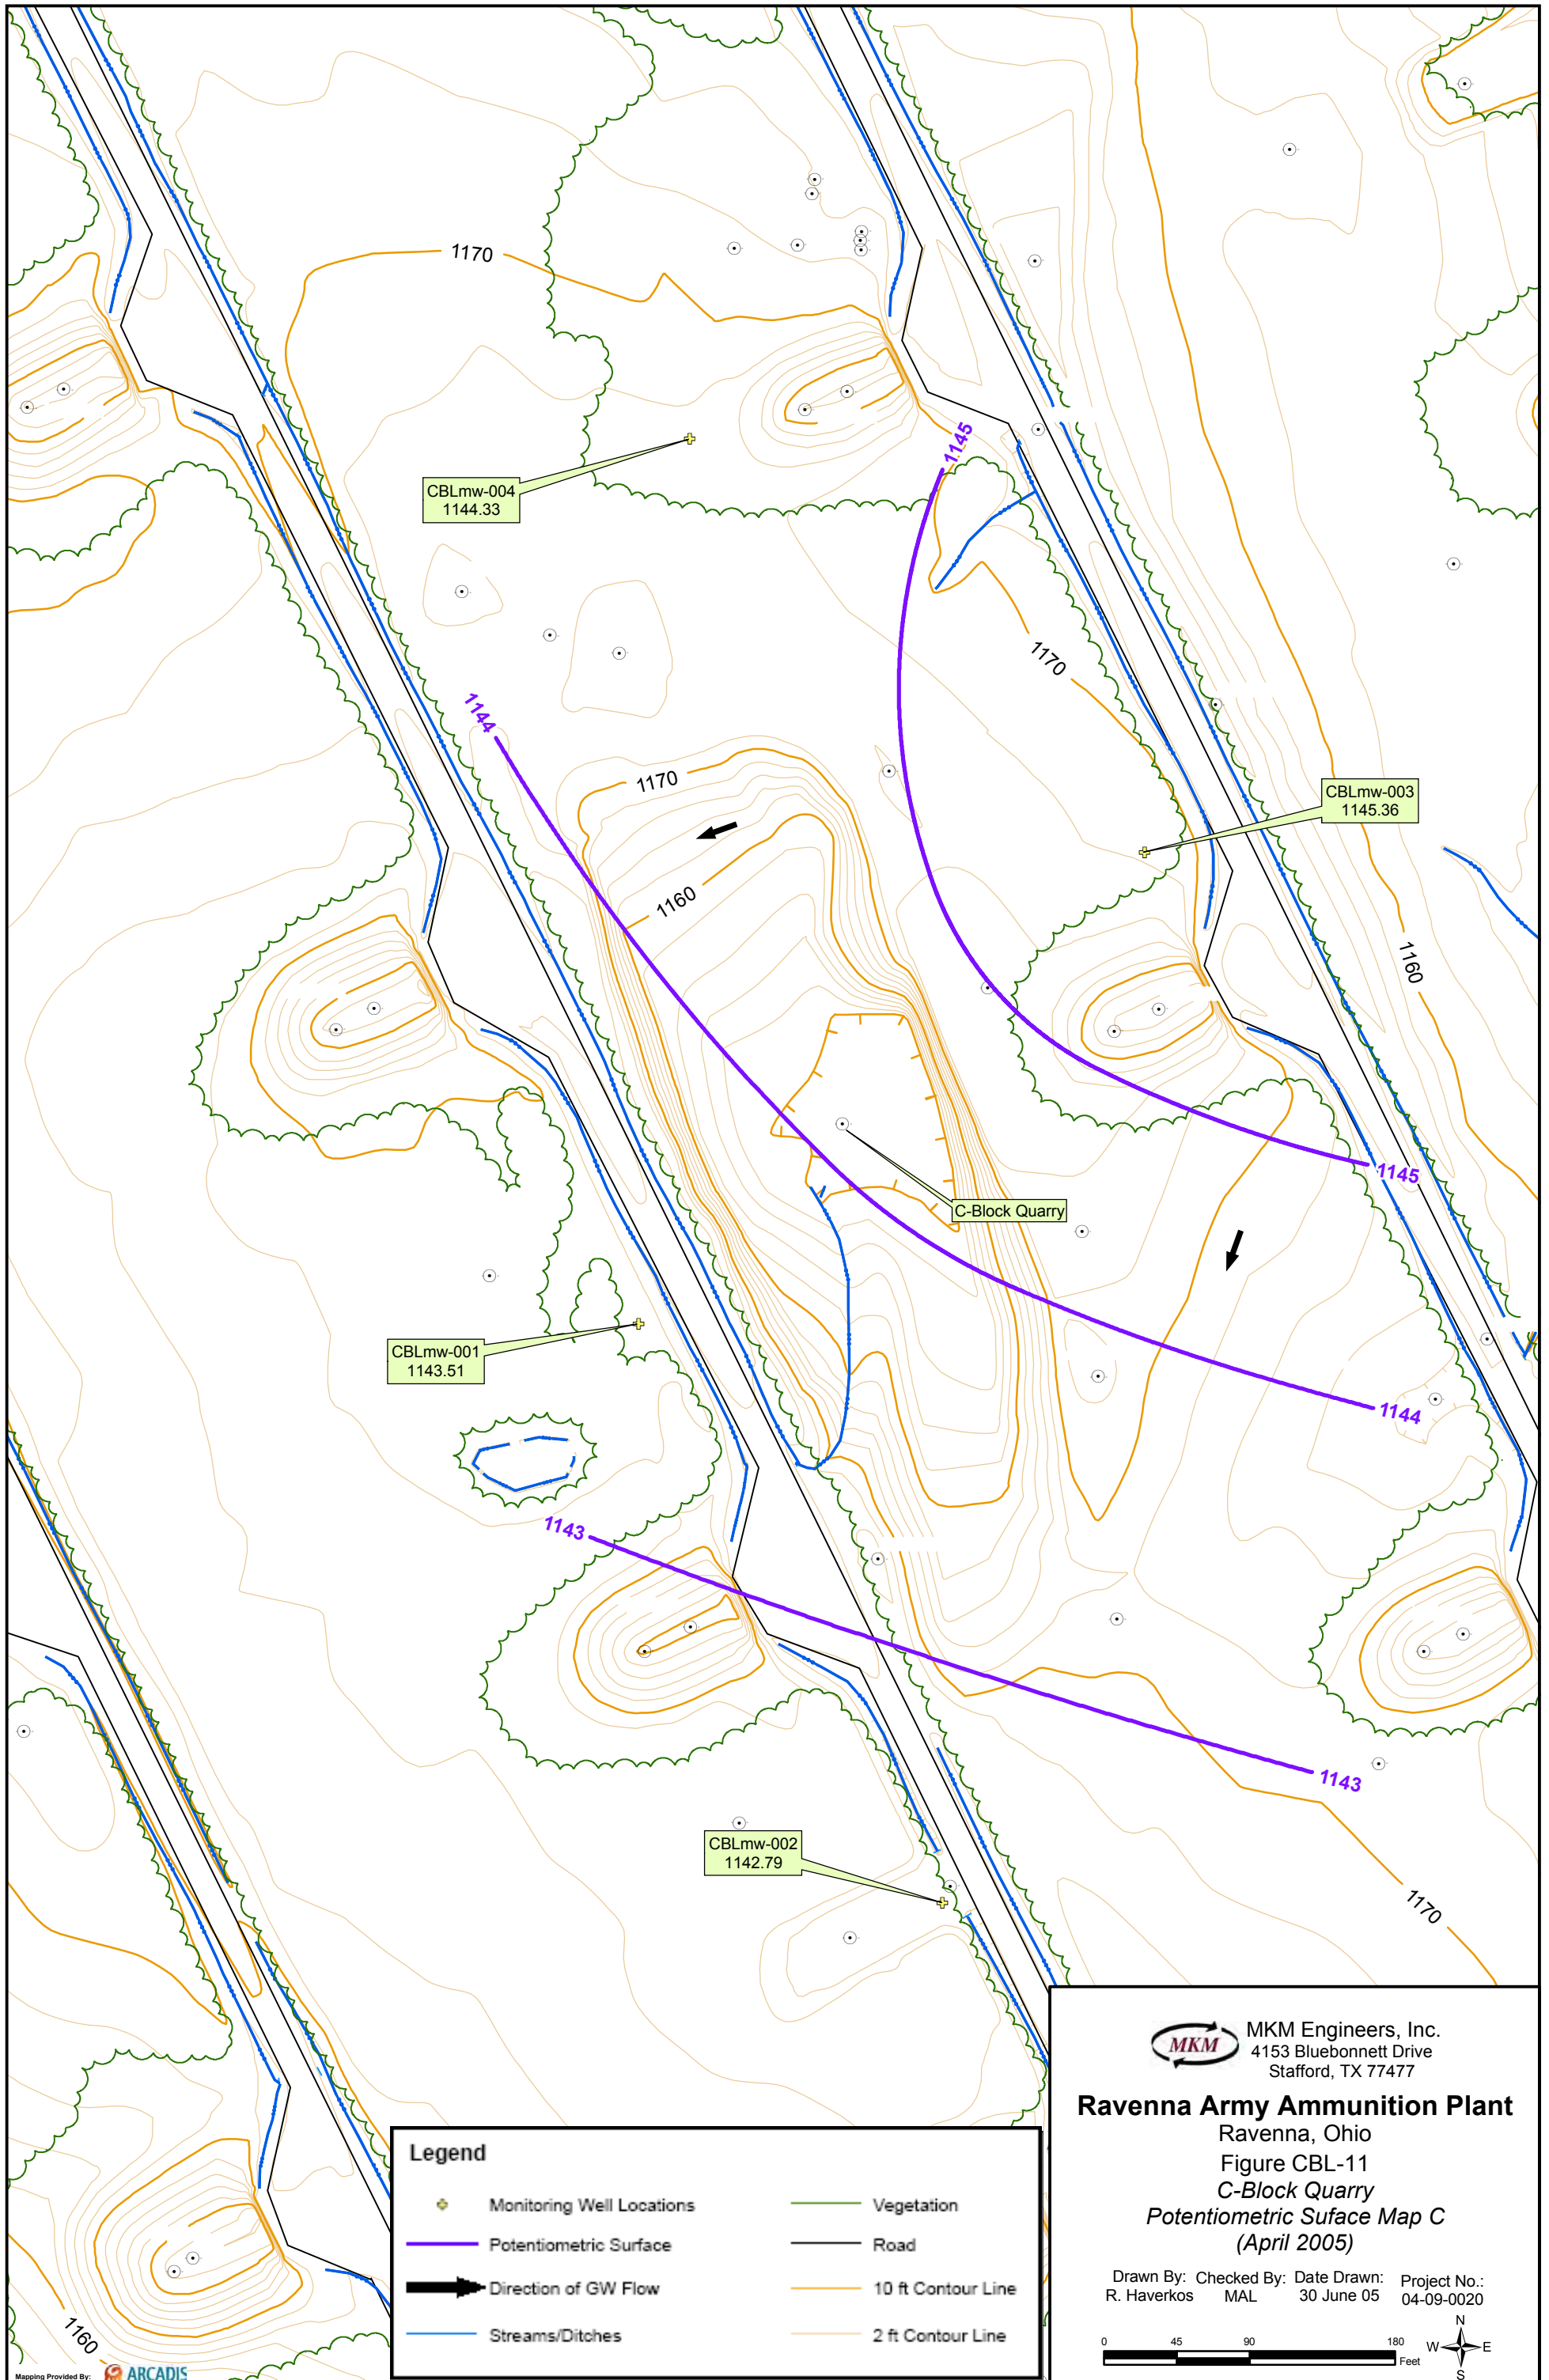 1170
1145
CBLmw-004
1144.33
1170
1144
1170
CBLmw-003
1145.36
1160
1160
1145
C-Block Quarry
CBLmw-001
1143.51
1144
1143
1143
CBLmw-002
1142.79
1170
MKM
MKM Engineers, Inc.
4153 Bluebonnett Drive
Stafford, TX 77477
Ravenna Army Ammunition Plant
Ravenna, Ohio
Figure CBL-11
C-Block Quarry
Potentiometric Suface Map C
(April 2005)
Drawn By: Checked By: Date Drawn: Project No.:
R. Haverkos MAL 30 June 05 04-09-0020
0 45 90 180
Feet
N
W E
S
Legend
Monitoring Well Locations
Vegetation
Potentiometric Surface
Road
Direction of GW Flow
10 ft Contour Line
Streams/Ditches
2 ft Contour Line
1160
Mapping Provided By:
ARCADIS